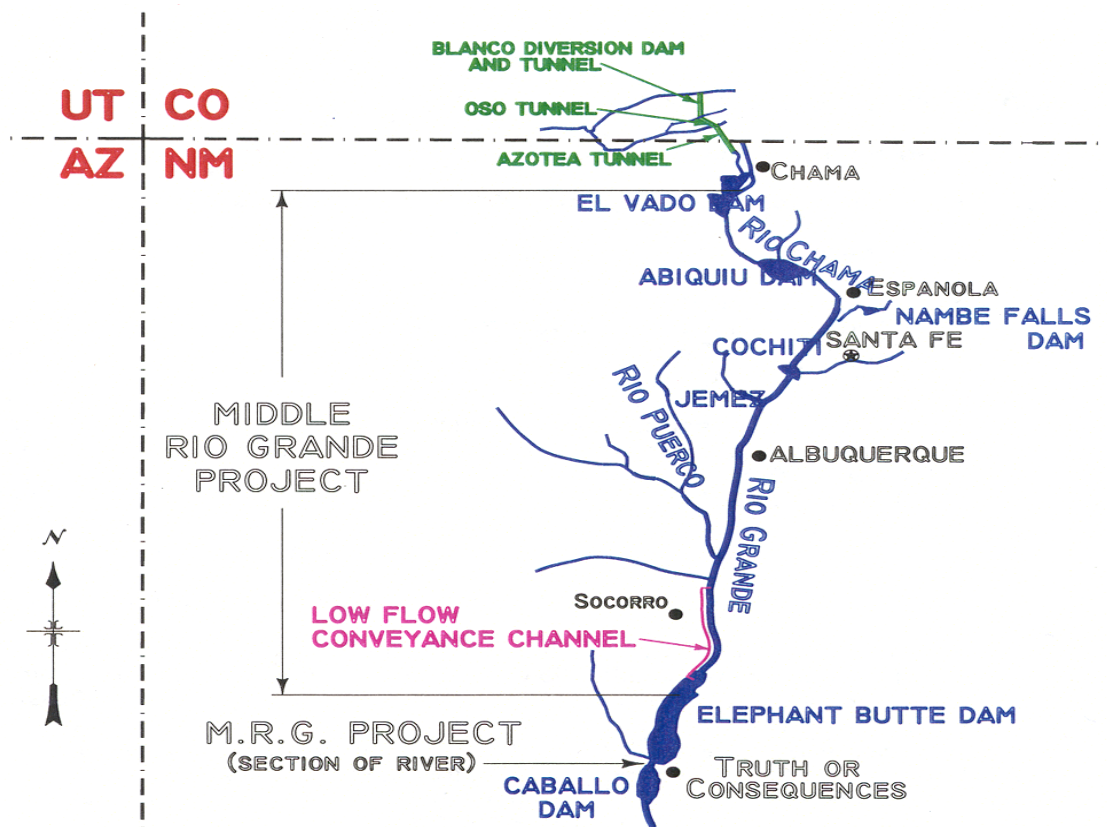 BLANCO DIVERSION DAM
AND TUNNEL
UT CO
OSO TUNNEL
AZ NM
AZOTEA TUNNEL
CHAMA
EL VADO DAM
RIO CHAMA
ABIQUIU DAM
ESPANOLA
NAMBE FALLS
DAM
SANTA FE
COCHITI
RIO PUERCO
JEMEZ
MIDDLE
RIO GRANDE
PROJECT
ALBUQUERQUE
RIO GRANDE
N
SOCORRO
LOW FLOW
CONVEYANCE CHANNEL
ELEPHANT BUTTE DAM
M.R.G. PROJECT
(SECTION OF RIVER)
TRUTH OR
CONSEQUENCES
CABALLO
DAM